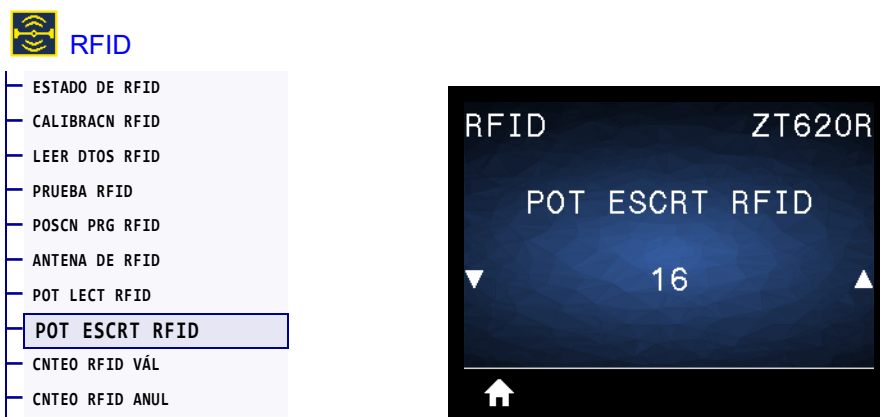 RFID
ESTADO DE RFID
CALIBRACN RFID
LEER DTOS RFID
PRUEBA RFID
POSCN PRG RFID
ANTENA DE RFID
POT LECT RFID
POT ESCRT RFID
CNTEO RFID VÁL
CNTEO RFID ANUL
RFID ZT620R
POT ESCRT RFID
16